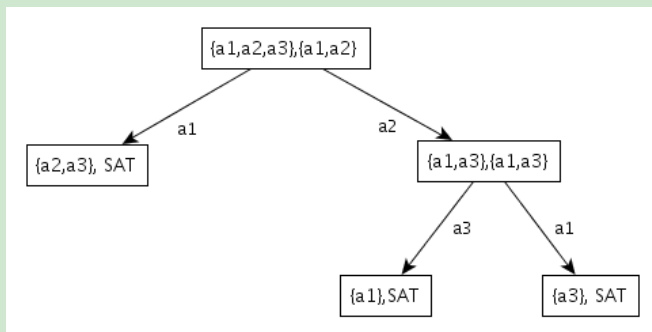 {a1,a2,a3},{a1,a2}
a1
a2
{a2,a3}, SAT
{a1,a3},{a1,a3}
a3
a1
{a1},SAT
{a3}, SAT